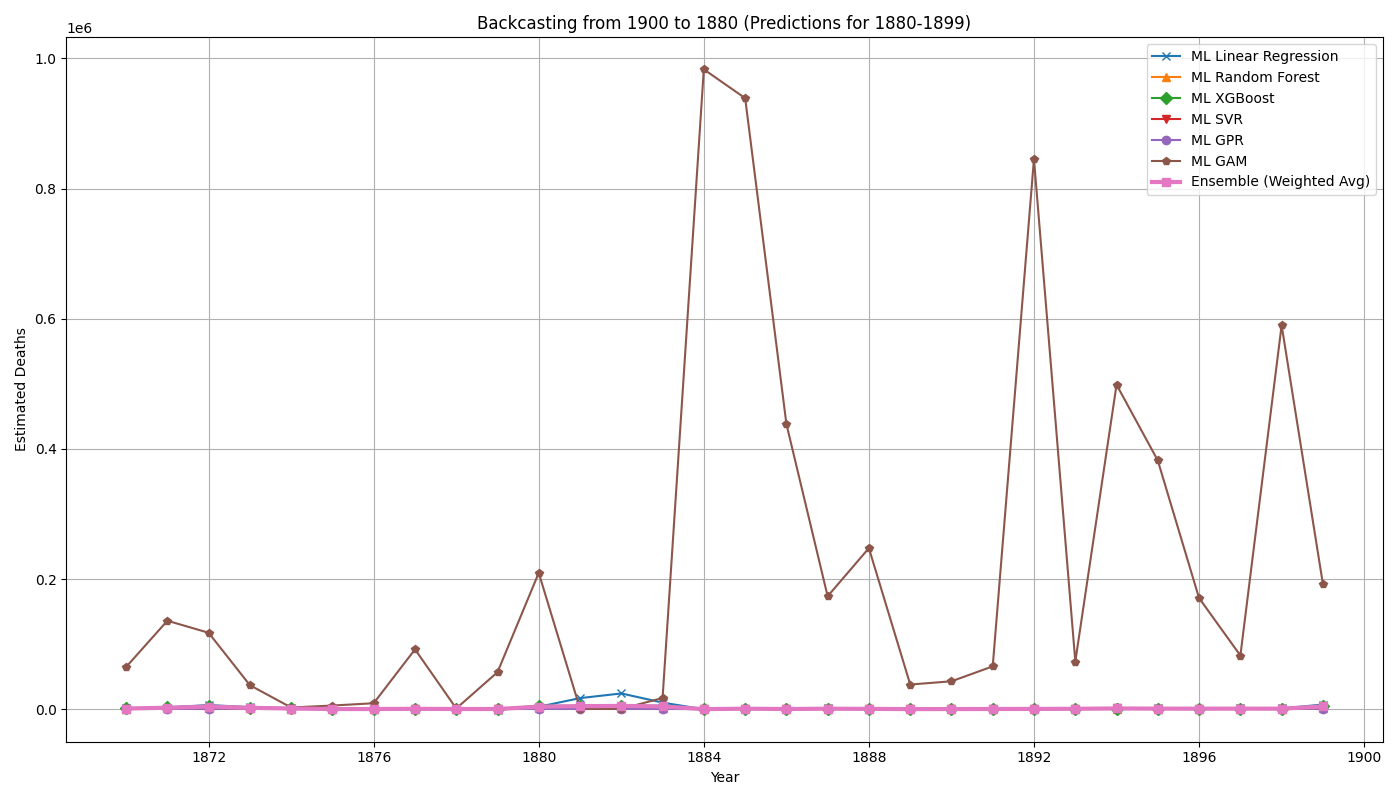 Backcasting from 1900 to 1880 (Predictions for 1880-1899)
1e6
1.0
0.8
0.6
0.4
0.2
0.0
Estimated Deaths
ML Linear Regression
ML Random Forest
ML XGBoost
ML SVR
ML GPR
ML GAM
Ensemble (Weighted Avg)
1872 1876 1880 1884 1888 1892 1896 1900
Year